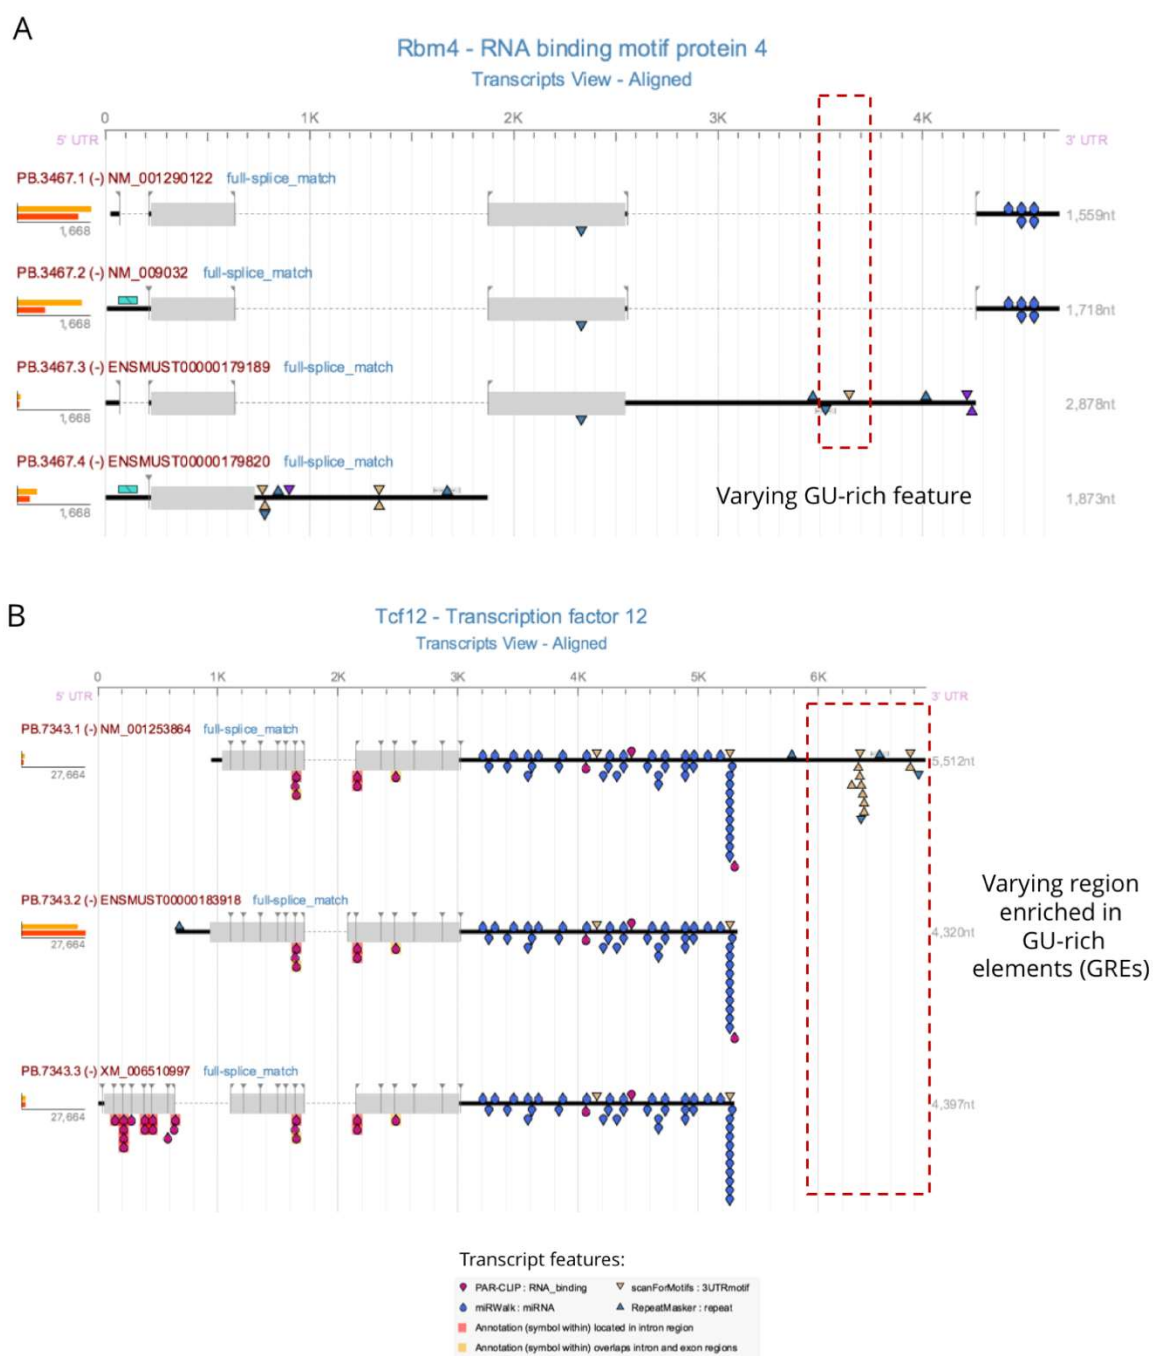 A
Rbm4 - RNA binding motif protein 4
Transcripts View - Aligned
0 1K 2K 3K 4K
5' UTR 3' UTR
PB.3467.1 (-) NM_001290122 full-splice_match
1,668 1,559nt
PB.3467.2 (-) NM_009032 full-splice_match
1,668 1,718nt
PB.3467.3 (-) ENSMUST00000179189 full-splice_match
1,668 2,878nt
PB.3467.4 (-) ENSMUST00000179820 full-splice_match
1,668 Varying GU-rich feature 1,873nt
B
Tcf12 - Transcription factor 12
Transcripts View - Aligned
0 1K 2K 3K 4K 5K 6K
5' UTR 3' UTR
PB.7343.1 (-) NM_001253864 full-splice_match
27,664 5,512nt
PB.7343.2 (-) ENSMUST00000183918 full-splice_match
27,664 4,320nt
Varying region
enriched in
GU-rich
elements (GREs)
PB.7343.3 (-) XM_006510997 full-splice_match
27,664 4,397nt
Transcript features:
PAR-CLIP : RNA_binding scanForMotifs : 3UTRmotif
miRWalk : miRNA RepeatMasker : repeat
Annotation (symbol within) located in intron region
Annotation (symbol within) overlaps intron and exon regions